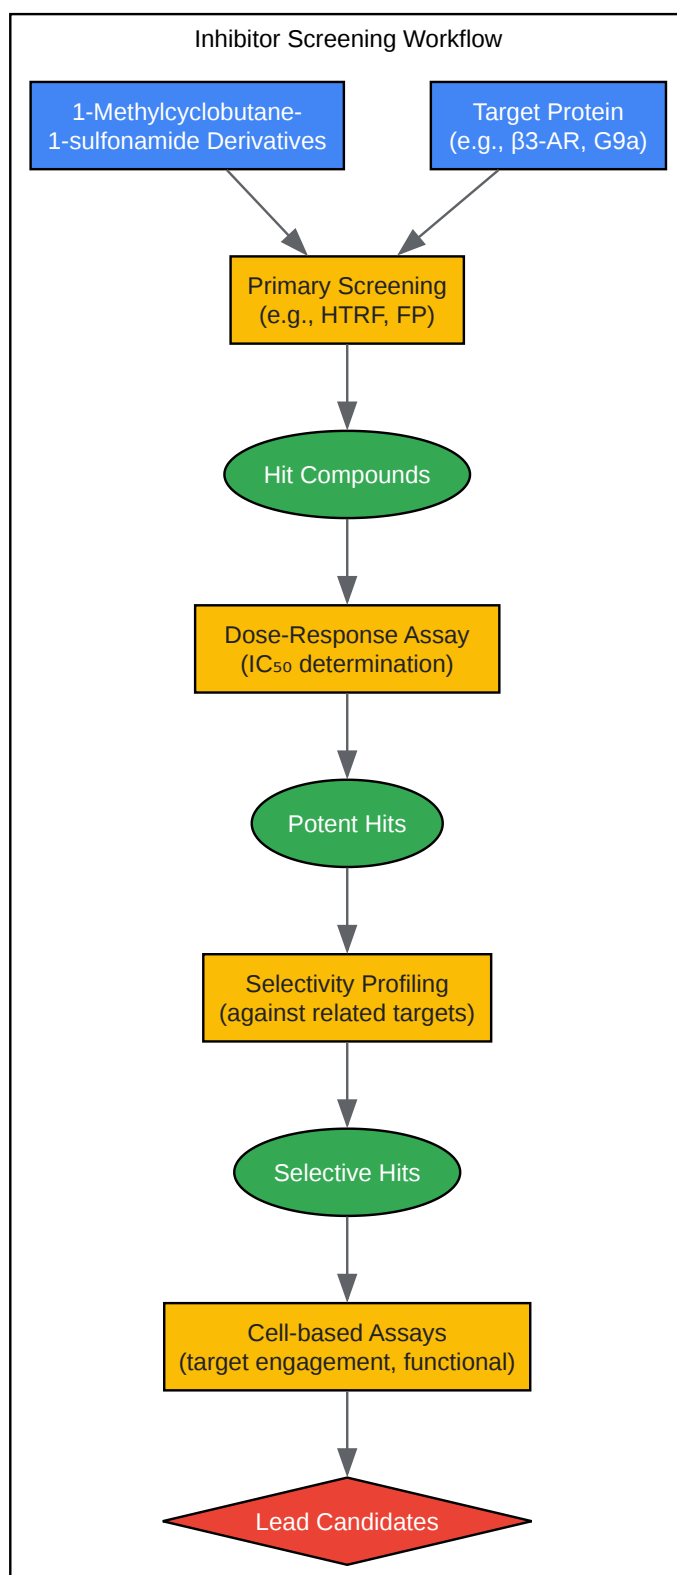 Inhibitor Screening Workflow
1-Methylcyclobutane-
1-sulfonamide Derivatives
Target Protein
(e.g., β3-AR, G9a)
Primary Screening
(e.g., HTRF, FP)
Hit Compounds
Dose-Response Assay
(IC₅₀ determination)
Potent Hits
Selectivity Profiling
(against related targets)
Selective Hits
Cell-based Assays
(target engagement, functional)
Lead Candidates